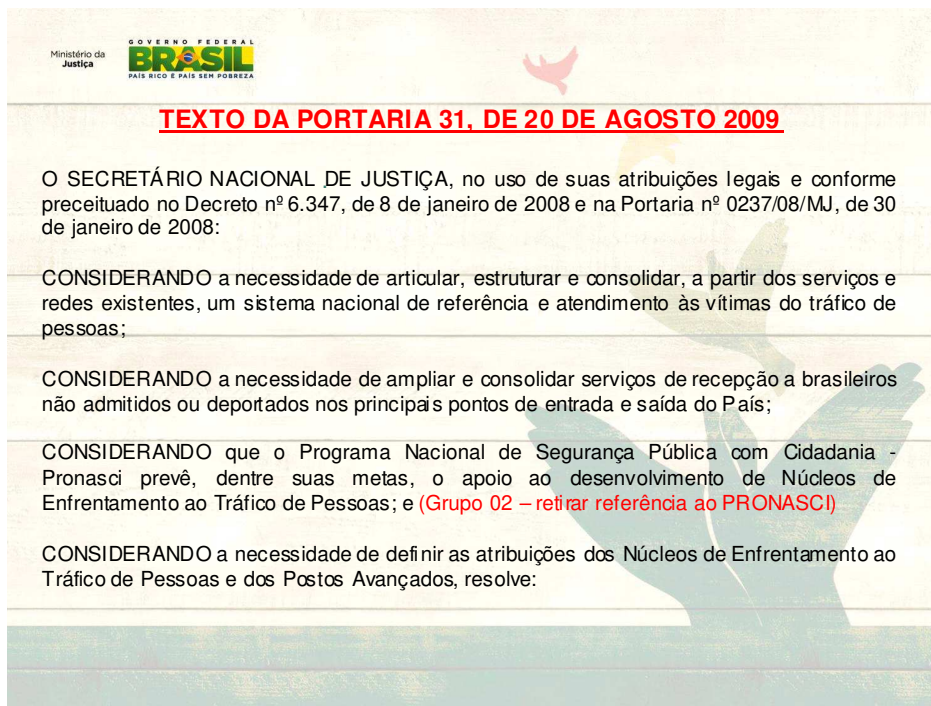 Ministério da
Justiça
GOVERNO FEDERAL
BRASIL
PAÍS RICO É PAÍS SEM POBREZA
TEXTO DA PORTARIA 31, DE 20 DE AGOSTO 2009
O SECRETÁRIO NACIONAL DE JUSTIÇA, no uso de suas atribuições legais e conforme
preceituado no Decreto nº 6.347, de 8 de janeiro de 2008 e na Portaria nº 0237/08/MJ, de 30
de janeiro de 2008:
CONSIDERANDO a necessidade de articular, estruturar e consolidar, a partir dos serviços e
redes existentes, um sistema nacional de referência e atendimento às vítimas do tráfico de
pessoas;
CONSIDERANDO a necessidade de ampliar e consolidar serviços de recepção a brasileiros
não admitidos ou deportados nos principais pontos de entrada e saída do País;
CONSIDERANDO que o Programa Nacional de Segurança Pública com Cidadania -
Pronasci prevê, dentre suas metas, o apoio ao desenvolvimento de Núcleos de
Enfrentamento ao Tráfico de Pessoas; e (Grupo 02 – retirar referência ao PRONASCI)
CONSIDERANDO a necessidade de definir as atribuições dos Núcleos de Enfrentamento ao
Tráfico de Pessoas e dos Postos Avançados, resolve: